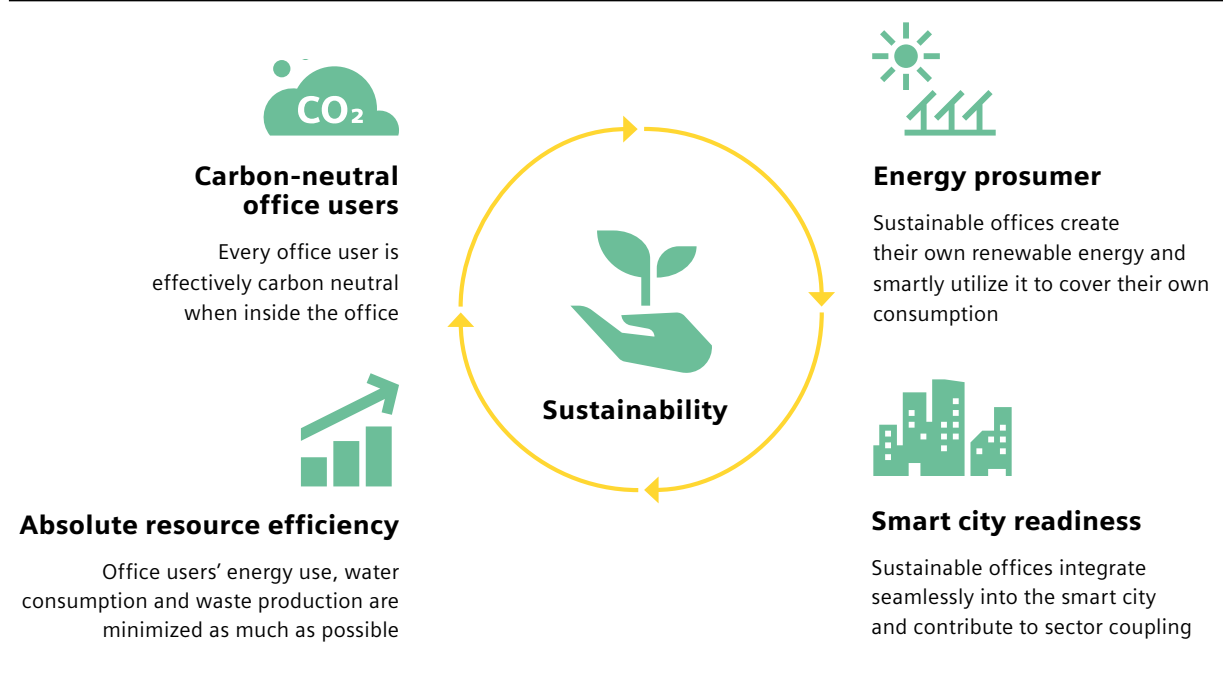 CO₂
Carbon-neutral
office users
Every office user is
effectively carbon neutral
when inside the office
Energy prosumer
Sustainable offices create
their own renewable energy and
smartly utilize it to cover their own
consumption
Sustainability
Absolute resource efficiency
Office users’ energy use, water
consumption and waste production are
minimized as much as possible
Smart city readiness
Sustainable offices integrate
seamlessly into the smart city
and contribute to sector coupling